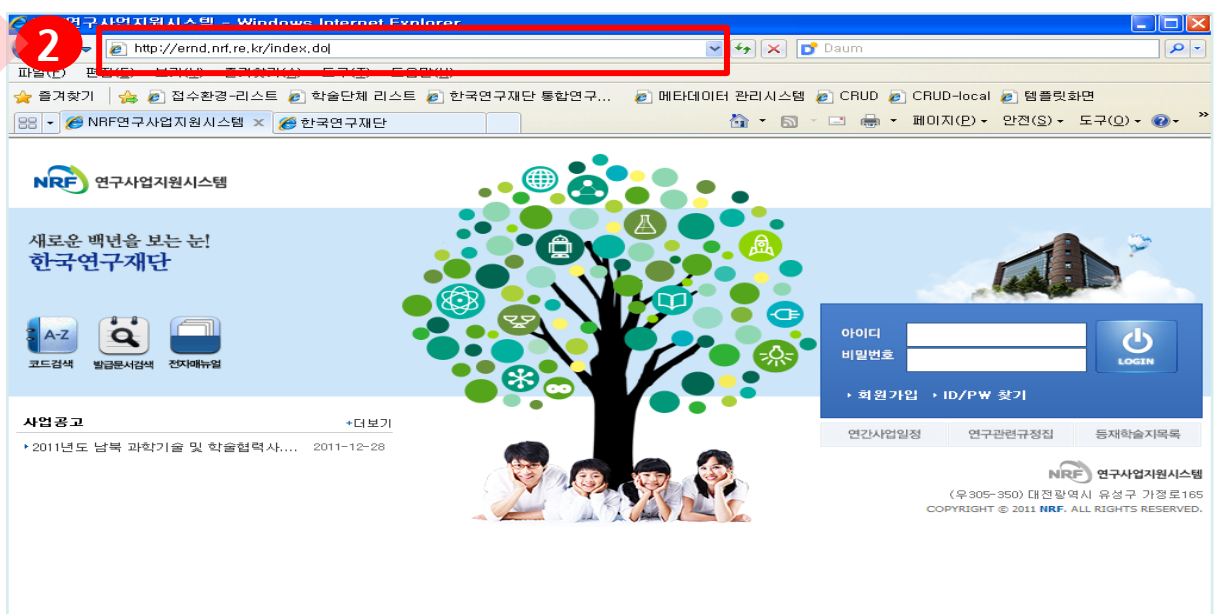 연구사업지원시스템 - Windows Internet Explorer
2
http://ernd.nrf.re.kr/index.do
Daum
즐겨찾기 접수환경-리스트 학술단체 리스트 한국연구재단 통합연구... 메타데이터 관리시스템 CRUD CRUD-local 템플릿화면
NRF연구사업지원시스템 한국연구재단 페이지(P) 안전(S) 도구(O) »
NRF 연구사업지원시스템
새로운 백년을 보는 눈!
한국연구재단
A-Z
코드검색 발급문서검색 전자매뉴얼
아이디
비밀번호
LOGIN
회원가입 ID/PW 찾기
사업공고 +더보기
2011년도 남북 과학기술 및 학술협력사.... 2011-12-28
연간사업일정 연구관련규정집 등재학술지목록
NRF 연구사업지원시스템
(우305-350) 대전광역시 유성구 가정로165
COPYRIGHT © 2011 NRF. ALL RIGHTS RESERVED.